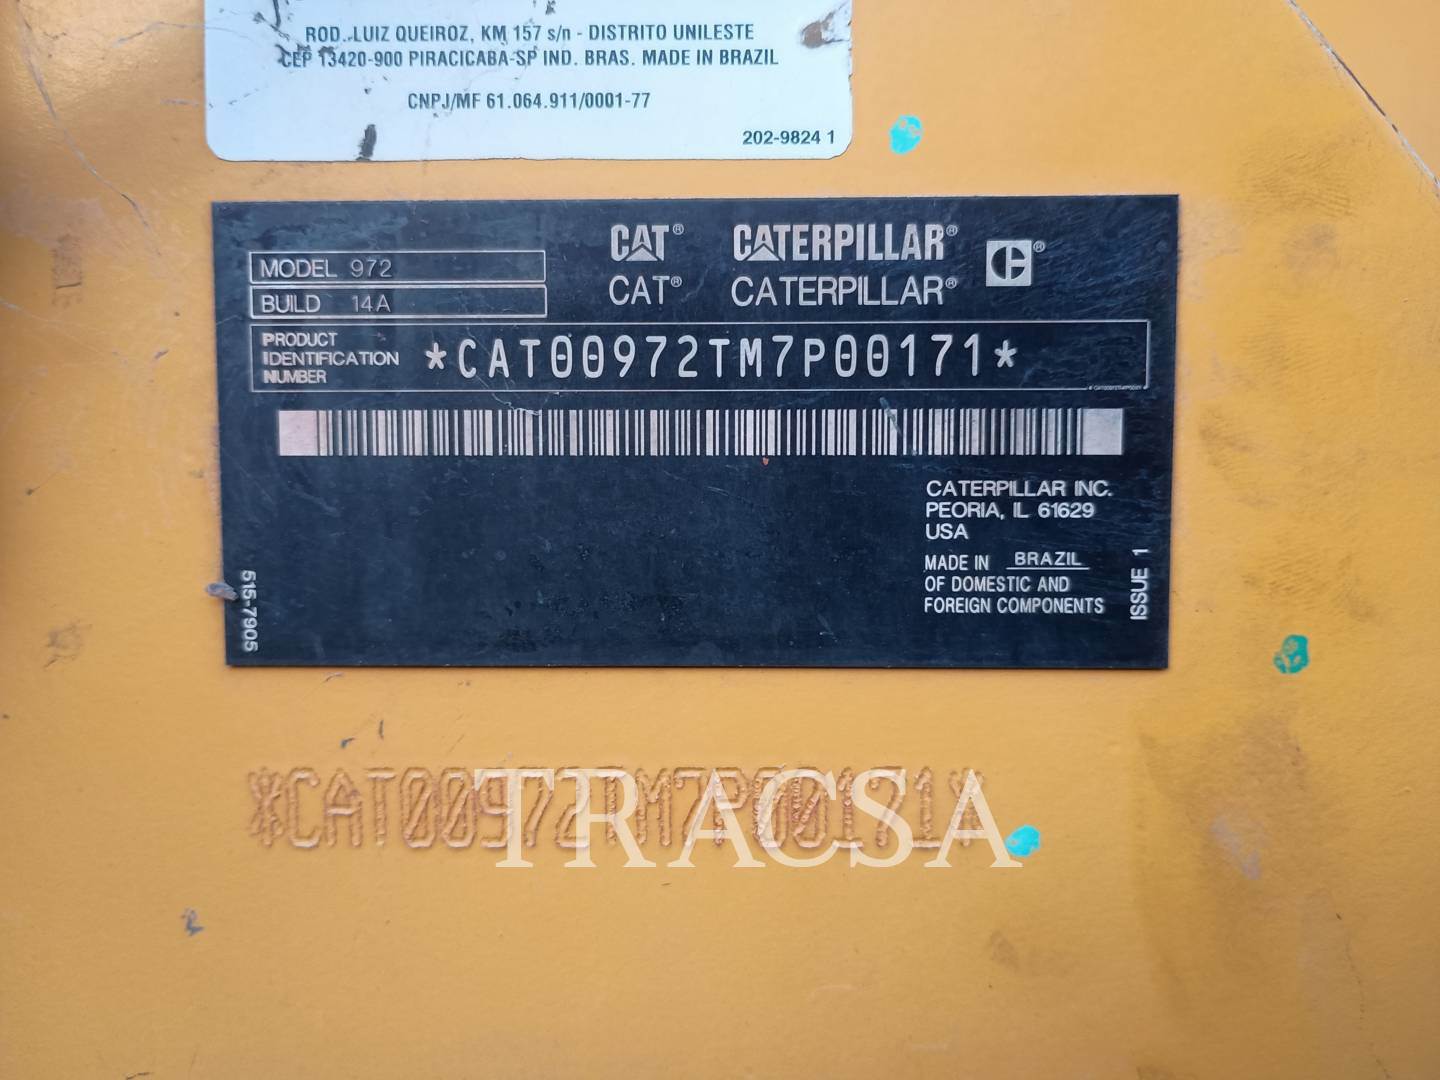 ROD. LUIZ QUEIROZ, KM 157 s/n - DISTRITO UNILESTE
CEP 13420-900 PIRACICABA-SP IND. BRAS. MADE IN BRAZIL
CNPJ/MF 61.064.911/0001-77
202-9824 1
MODEL 972
BUILD 14A
CAT® CATERPILLAR® ®
CAT® CATERPILLAR®
PRODUCT
IDENTIFICATION
NUMBER
*CAT00972TM7P00171*
CATERPILLAR INC.
PEORIA, IL 61629
USA
MADE IN BRAZIL
OF DOMESTIC AND
FOREIGN COMPONENTS
ISSUE 1
515-7905
*CAT00972TM7P00171*
TRACSA